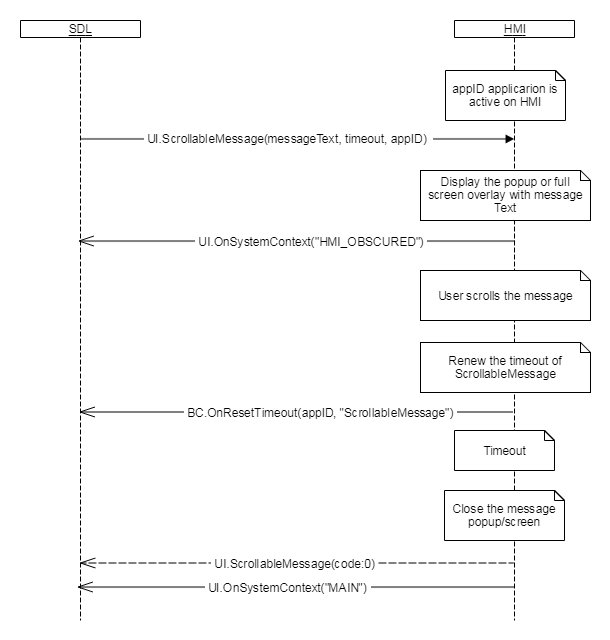 SDL
HMI
appID applicarion is
active on HMI
UI.ScrollableMessage(messageText, timeout, appID)
Display the popup or full
screen overlay with message
Text
UI.OnSystemContext("HMI_OBSCURED")
User scrolls the message
Renew the timeout of
ScrollableMessage
BC.OnResetTimeout(appID, "ScrollableMessage")
Timeout
Close the message
popup/screen
UI.ScrollableMessage(code:0)
UI.OnSystemContext("MAIN")